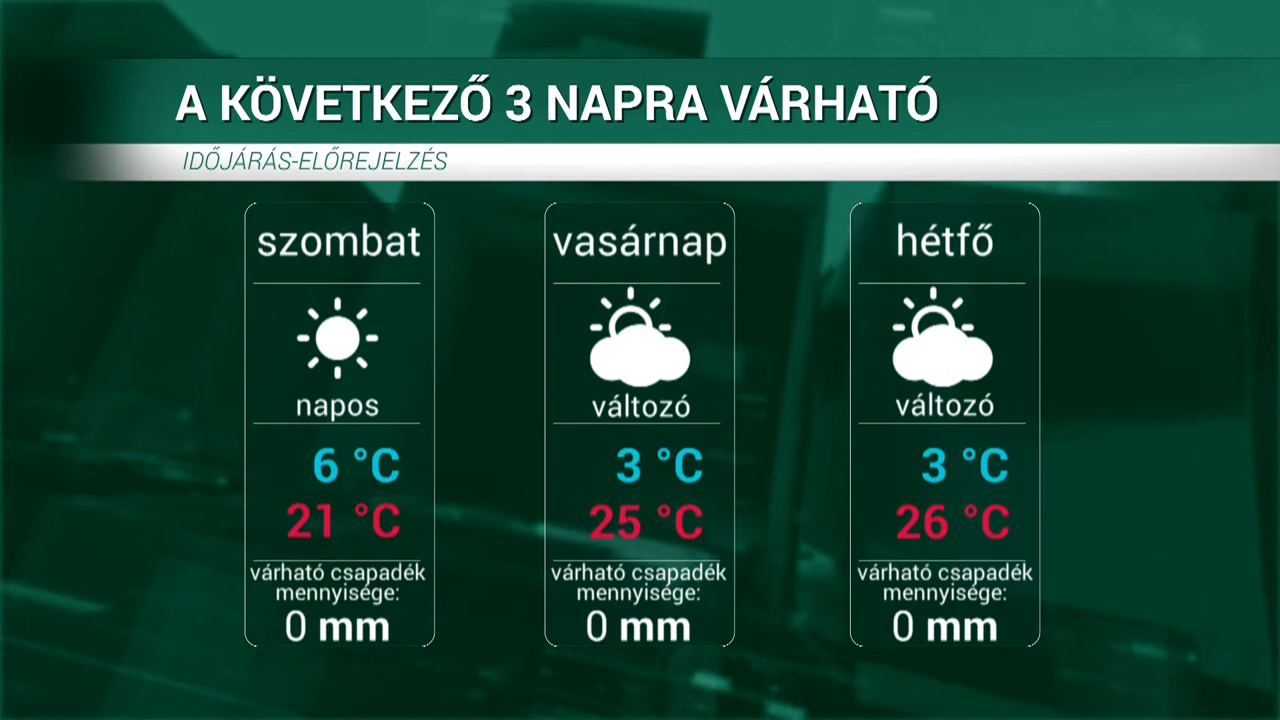 A KÖVETKEZŐ 3 NAPRA VÁRHATÓ
IDŐJÁRÁS-ELŐREJELZÉS
szombat
napos
6 °C
21 °C
várható csapadék
mennyisége:
0 mm
vasárnap
változó
3 °C
25 °C
várható csapadék
mennyisége:
0 mm
hétfő
változó
3 °C
26 °C
várható csapadék
mennyisége:
0 mm